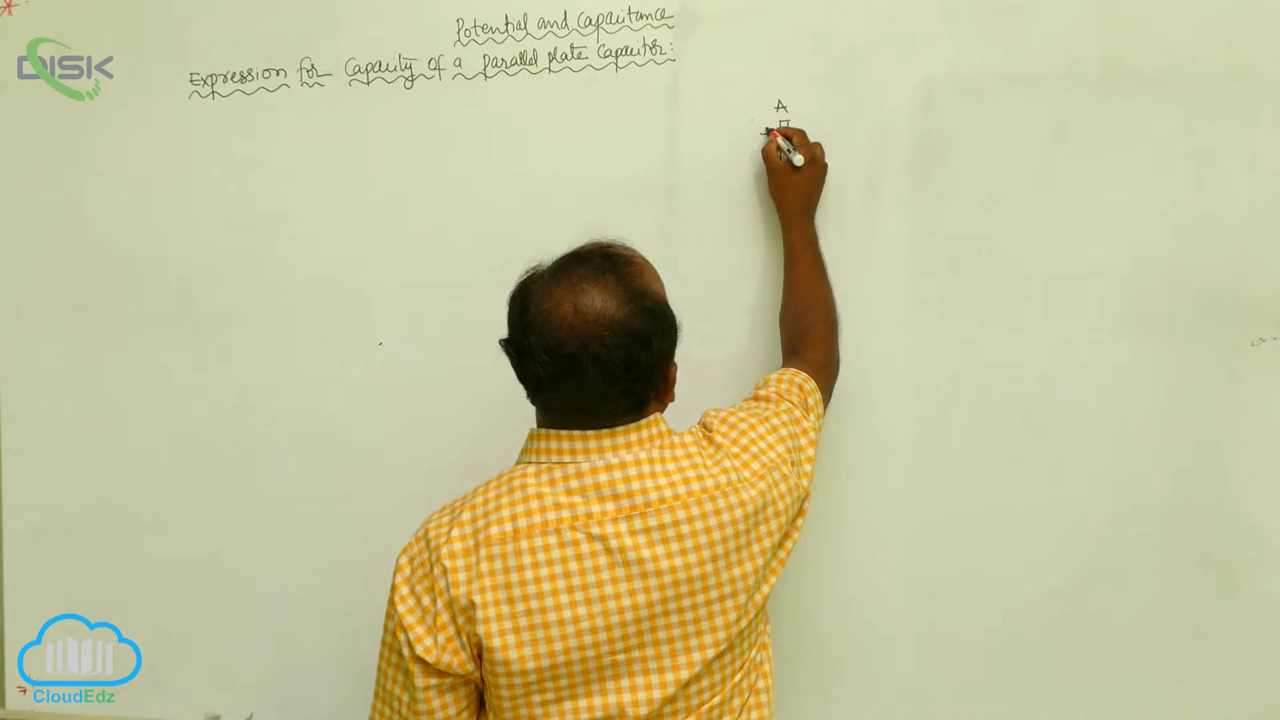 Potential and Capacitance
Expression for Capacity of a parallel plate Capacitor:
A
DISK
CloudEdz